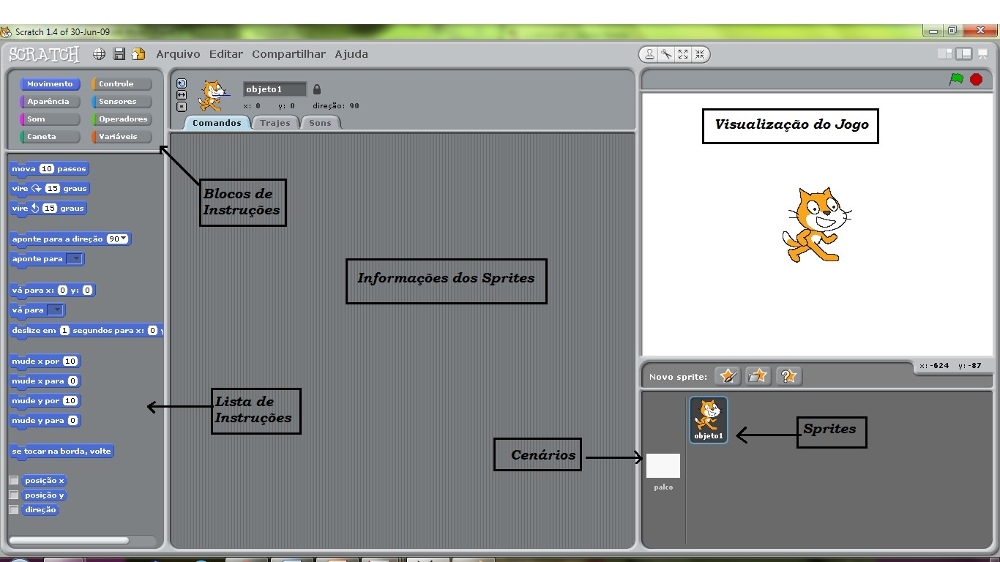 Scratch 1.4 of 30-Jun-09
SCRATCH Arquivo Editar Compartilhar Ajuda
Movimento Controle
Aparência Sensores
Som Operadores
Caneta Variáveis
mova 10 passos
vire 15 graus
vire 15 graus
aponte para a direção 90
aponte para
vá para x: 0 y: 0
vá para
deslize em 1 segundos para x: 0 y
mude x por 10
mude x para 0
mude y por 10
mude y para 0
se tocar na borda, volte
posição x
posição y
direção
objeto1
x: 0 y: 0 direção: 90
Comandos Trajes Sons
Blocos de
Instruções
Informações dos Sprites
Lista de
Instruções
Cenários
Visualização do Jogo
x: -624 y: -87
Novo sprite:
objeto1
Sprites
palco